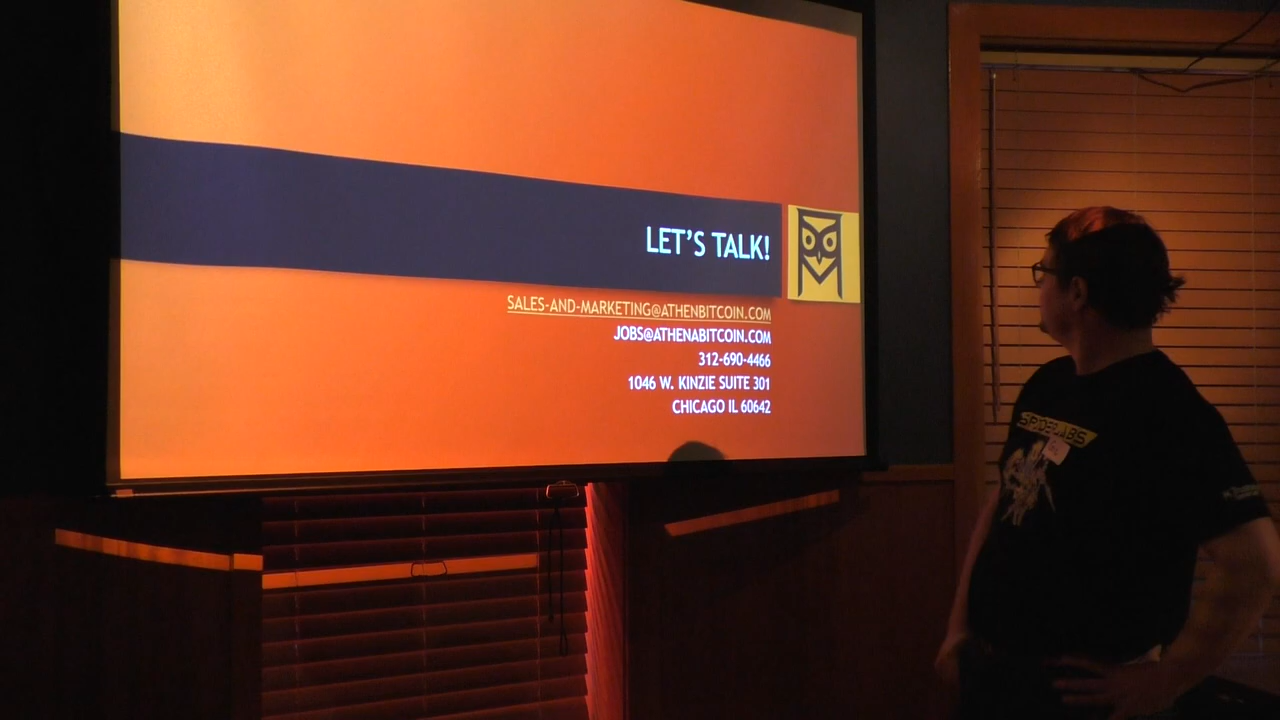 LET'S TALK!
SALES-AND-MARKETING@ATHENBITCOIN.COM
JOBS@ATHENABITCOIN.COM
312-690-4466
1046 W. KINZIE SUITE 301
CHICAGO IL 60642
SPIDERLABS